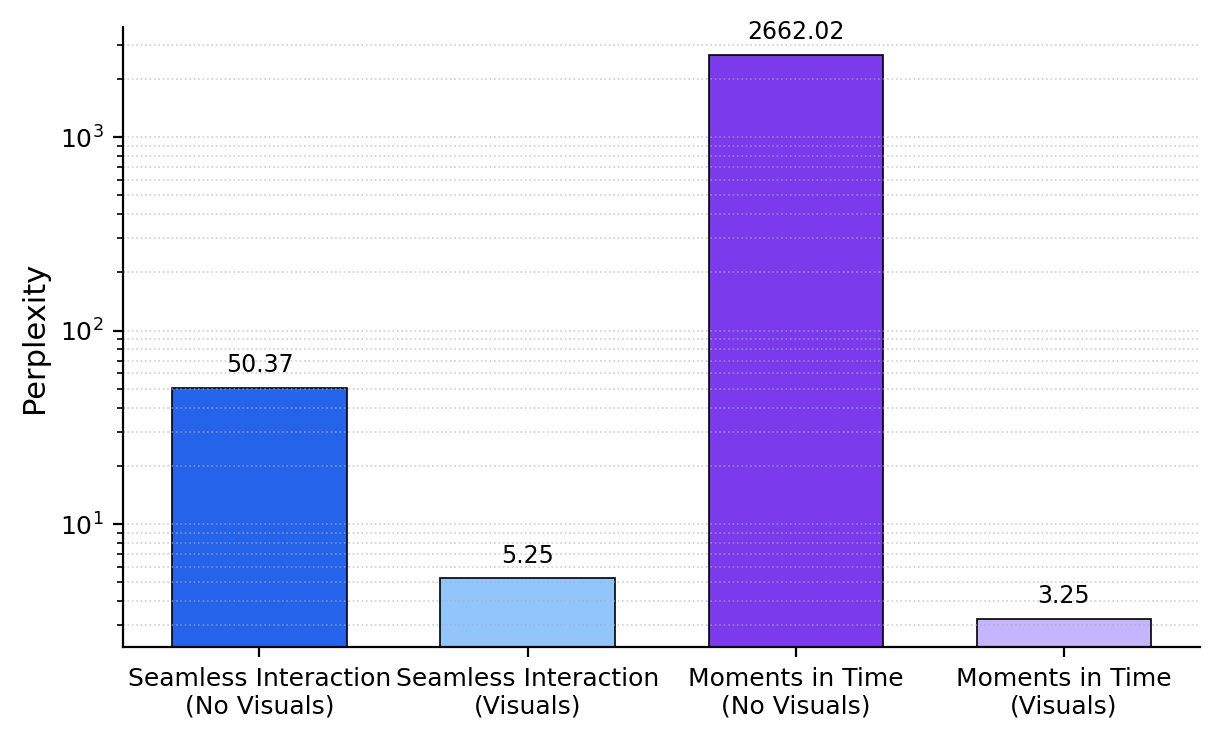 2662.02
10³
Perplexity
10²
50.37
10¹
5.25
3.25
Seamless Interaction
(No Visuals)
Seamless Interaction
(Visuals)
Moments in Time
(No Visuals)
Moments in Time
(Visuals)